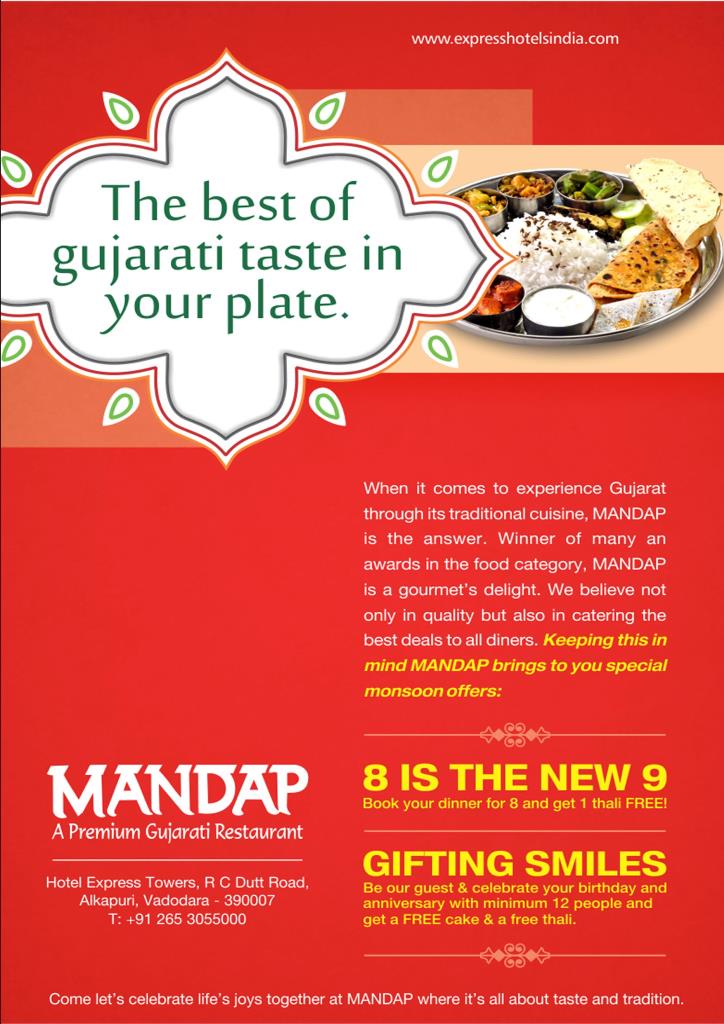 www.expresshotelsindia.com
The best of
gujarati taste in
your plate.
When it comes to experience Gujarat
through its traditional cuisine, MANDAP
is the answer. Winner of many an
awards in the food category, MANDAP
is a gourmet's delight. We believe not
only in quality but also in catering the
best deals to all diners. Keeping this in
mind MANDAP brings to you special
monsoon offers:
8 IS THE NEW 9
Book your dinner for 8 and get 1 thali FREE!
GIFTING SMILES
Be our guest & celebrate your birthday and
anniversary with minimum 12 people and
get a FREE cake & a free thali.
MANDAP
A Premium Gujarati Restaurant
Hotel Express Towers, R C Dutt Road,
Alkapuri, Vadodara - 390007
T: +91 265 3055000
Come let's celebrate life's joys together at MANDAP where it's all about taste and tradition.